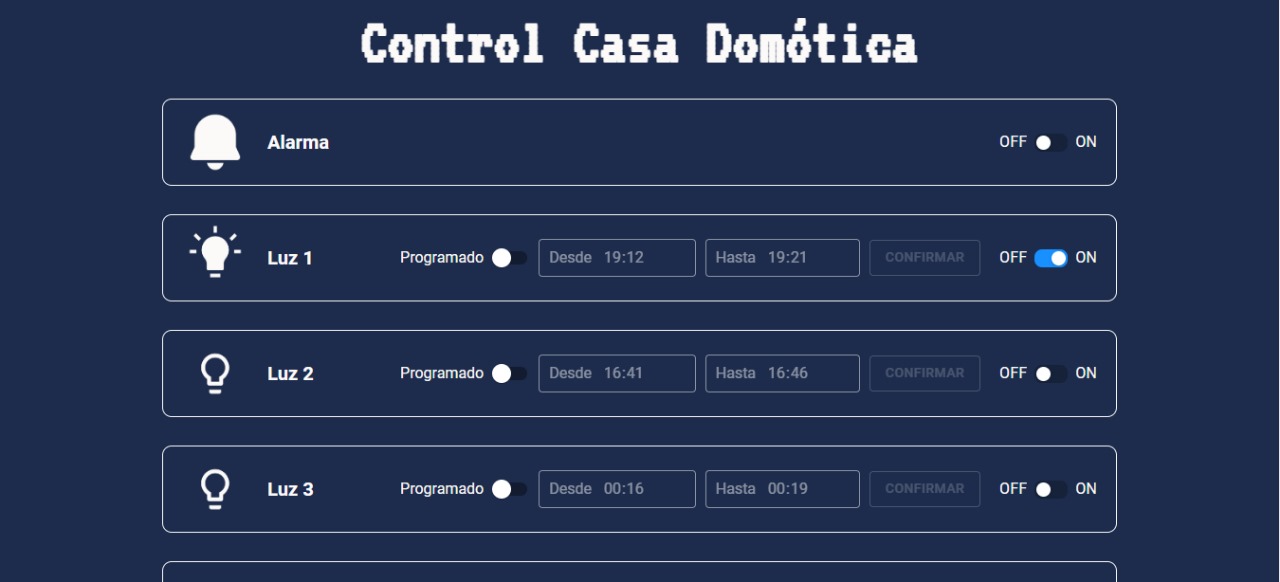 Control Casa Domótica
Alarma OFF ON
Luz 1 Programado Desde 19:12 Hasta 19:21 CONFIRMAR OFF ON
Luz 2 Programado Desde 16:41 Hasta 16:46 CONFIRMAR OFF ON
Luz 3 Programado Desde 00:16 Hasta 00:19 CONFIRMAR OFF ON